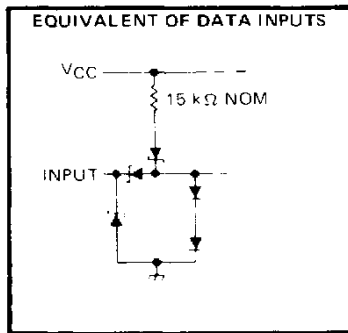 EQUIVALENT OF DATA INPUTS
VCC
15 kΩ NOM
INPUT